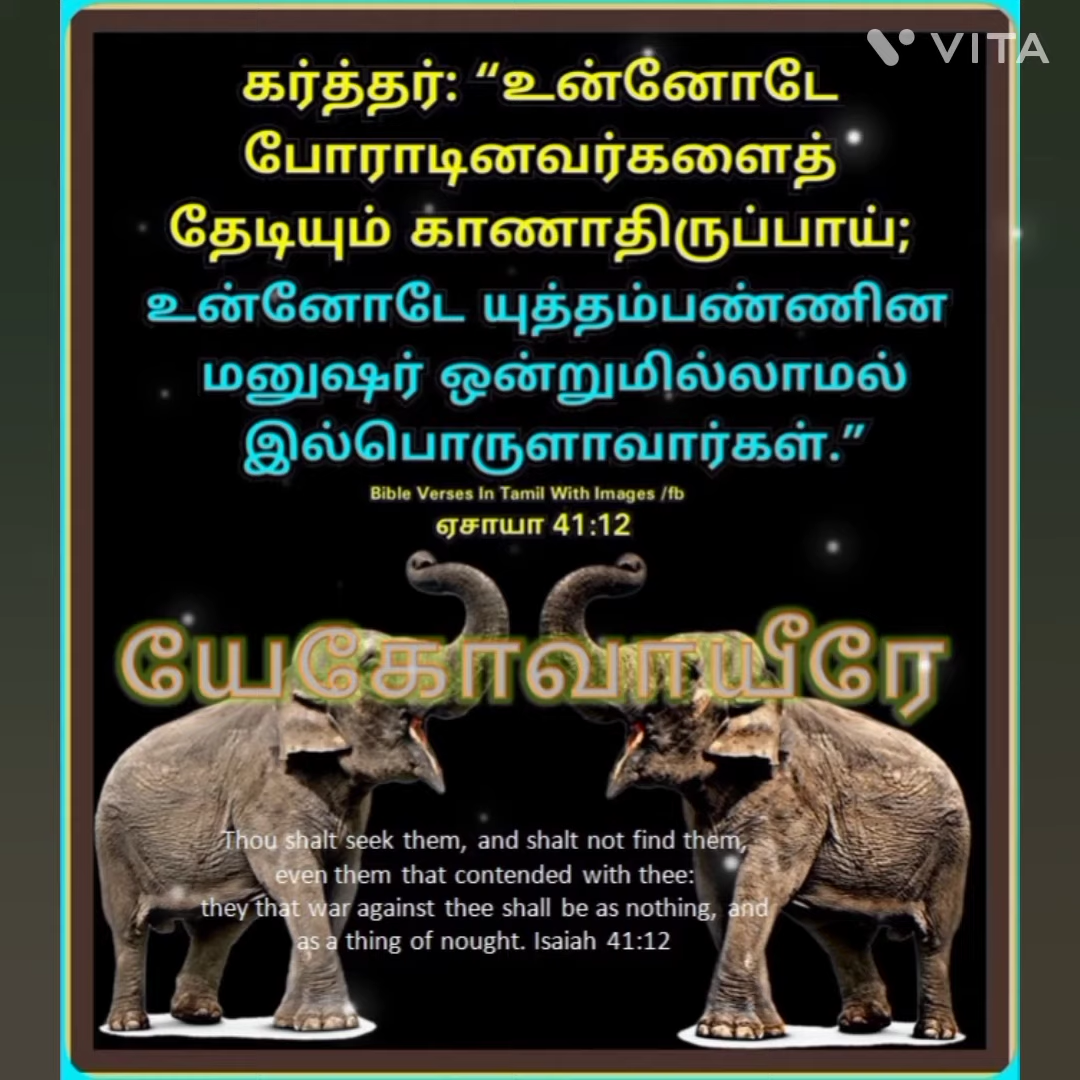 VITA
கர்த்தர்: “உன்னோடே
போராடினவர்களைத்
தேடியும் காணாதிருப்பாய்;
உன்னோடே யுத்தம்பண்ணின
மனுஷர் ஒன்றுமில்லாமல்
இல்பொருளாவார்கள்.”
Bible Verses In Tamil With Images /fb
ஏசாயா 41:12
யேகோவாயீரே
Thou shalt seek them, and shalt not find them,
even them that contended with thee:
they that war against thee shall be as nothing, and
as a thing of nought. Isaiah 41:12